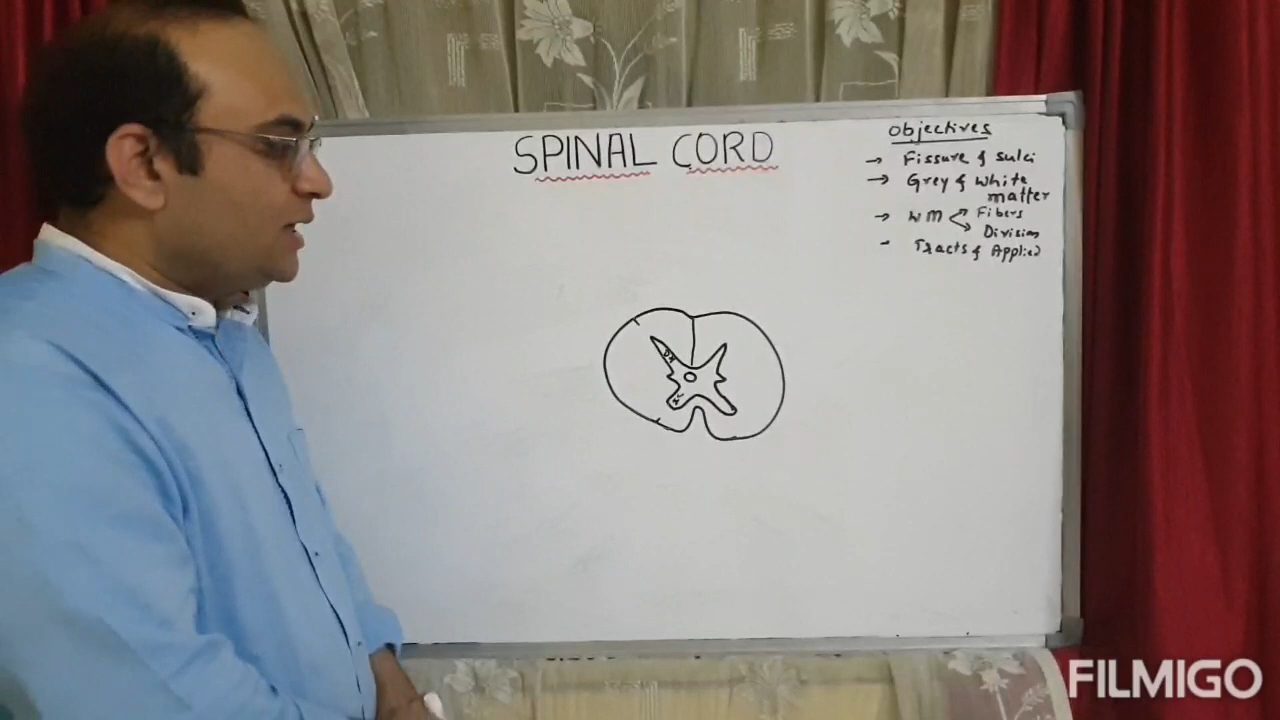 SPINAL CORD
Objectives
→ Fissure & sulci
→ Grey & White
matter
→ WM < Fibers
Division
- Tracts & Applied
FILMIGO